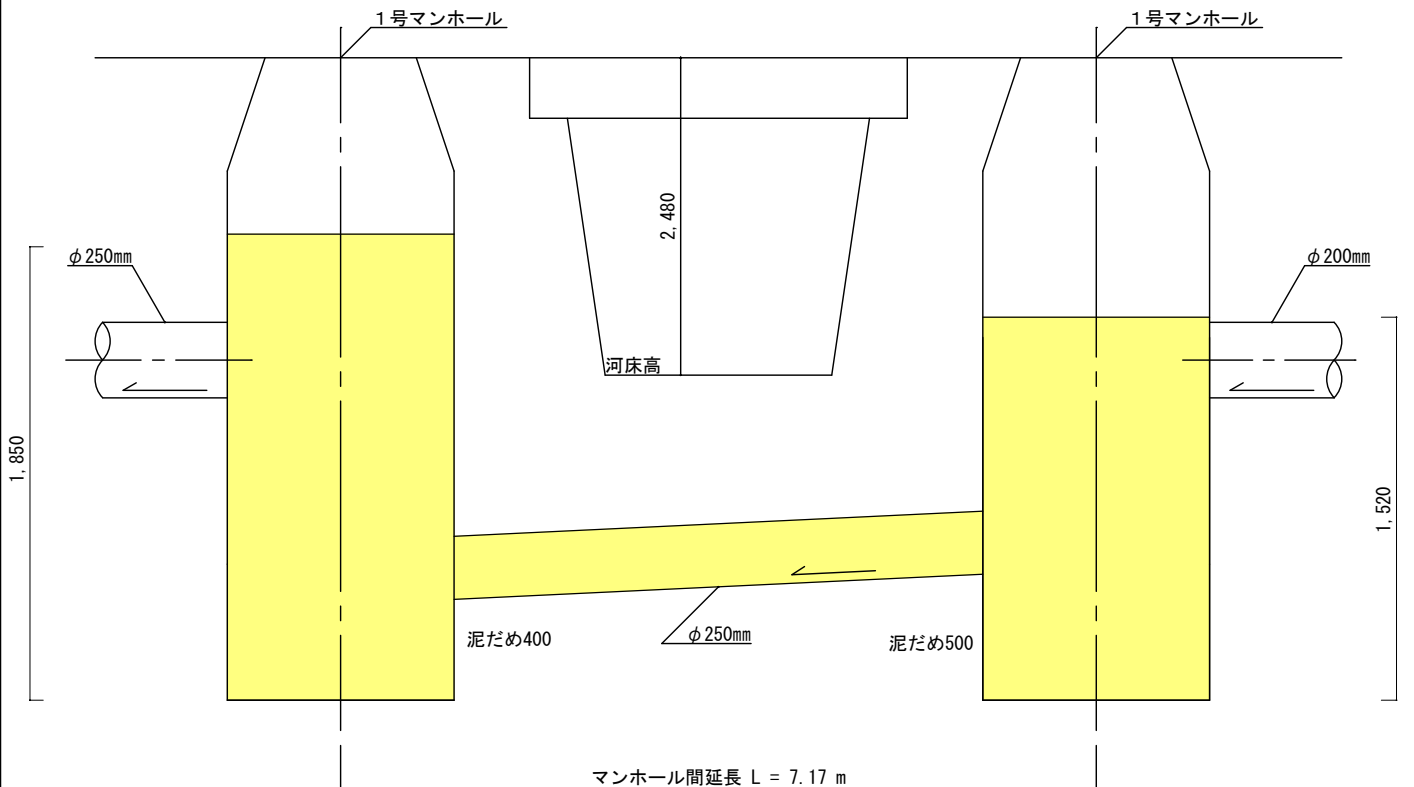 1号マンホール
1号マンホール
2,480
φ250mm
φ200mm
河床高
1,850
1,520
泥だめ400
φ250mm
泥だめ500
マンホール間延長 L = 7.17 m